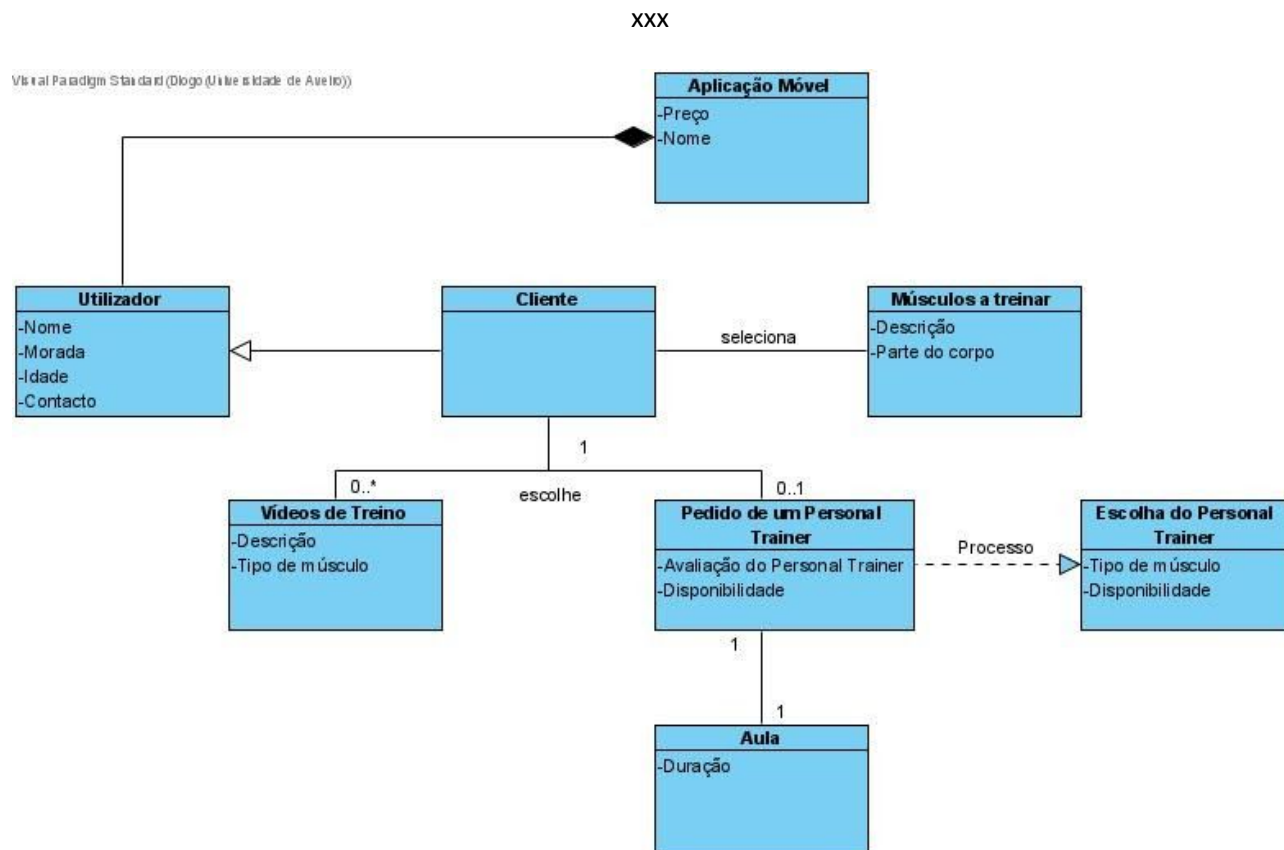 XXX
Visual Paradigm Standard (Diogo (Universidade de Aveiro))
Aplicação Móvel
-Preço
-Nome
Utilizador
-Nome
-Morada
-Idade
-Contacto
Cliente
seleciona
Músculos a treinar
-Descrição
-Parte do corpo
1
0..*
escolhe
0..1
Vídeos de Treino
-Descrição
-Tipo de músculo
Pedido de um Personal
Trainer
-Avaliação do Personal Trainer
-Disponibilidade
Processo
Escolha do Personal
Trainer
-Tipo de músculo
-Disponibilidade
1
1
Aula
-Duração